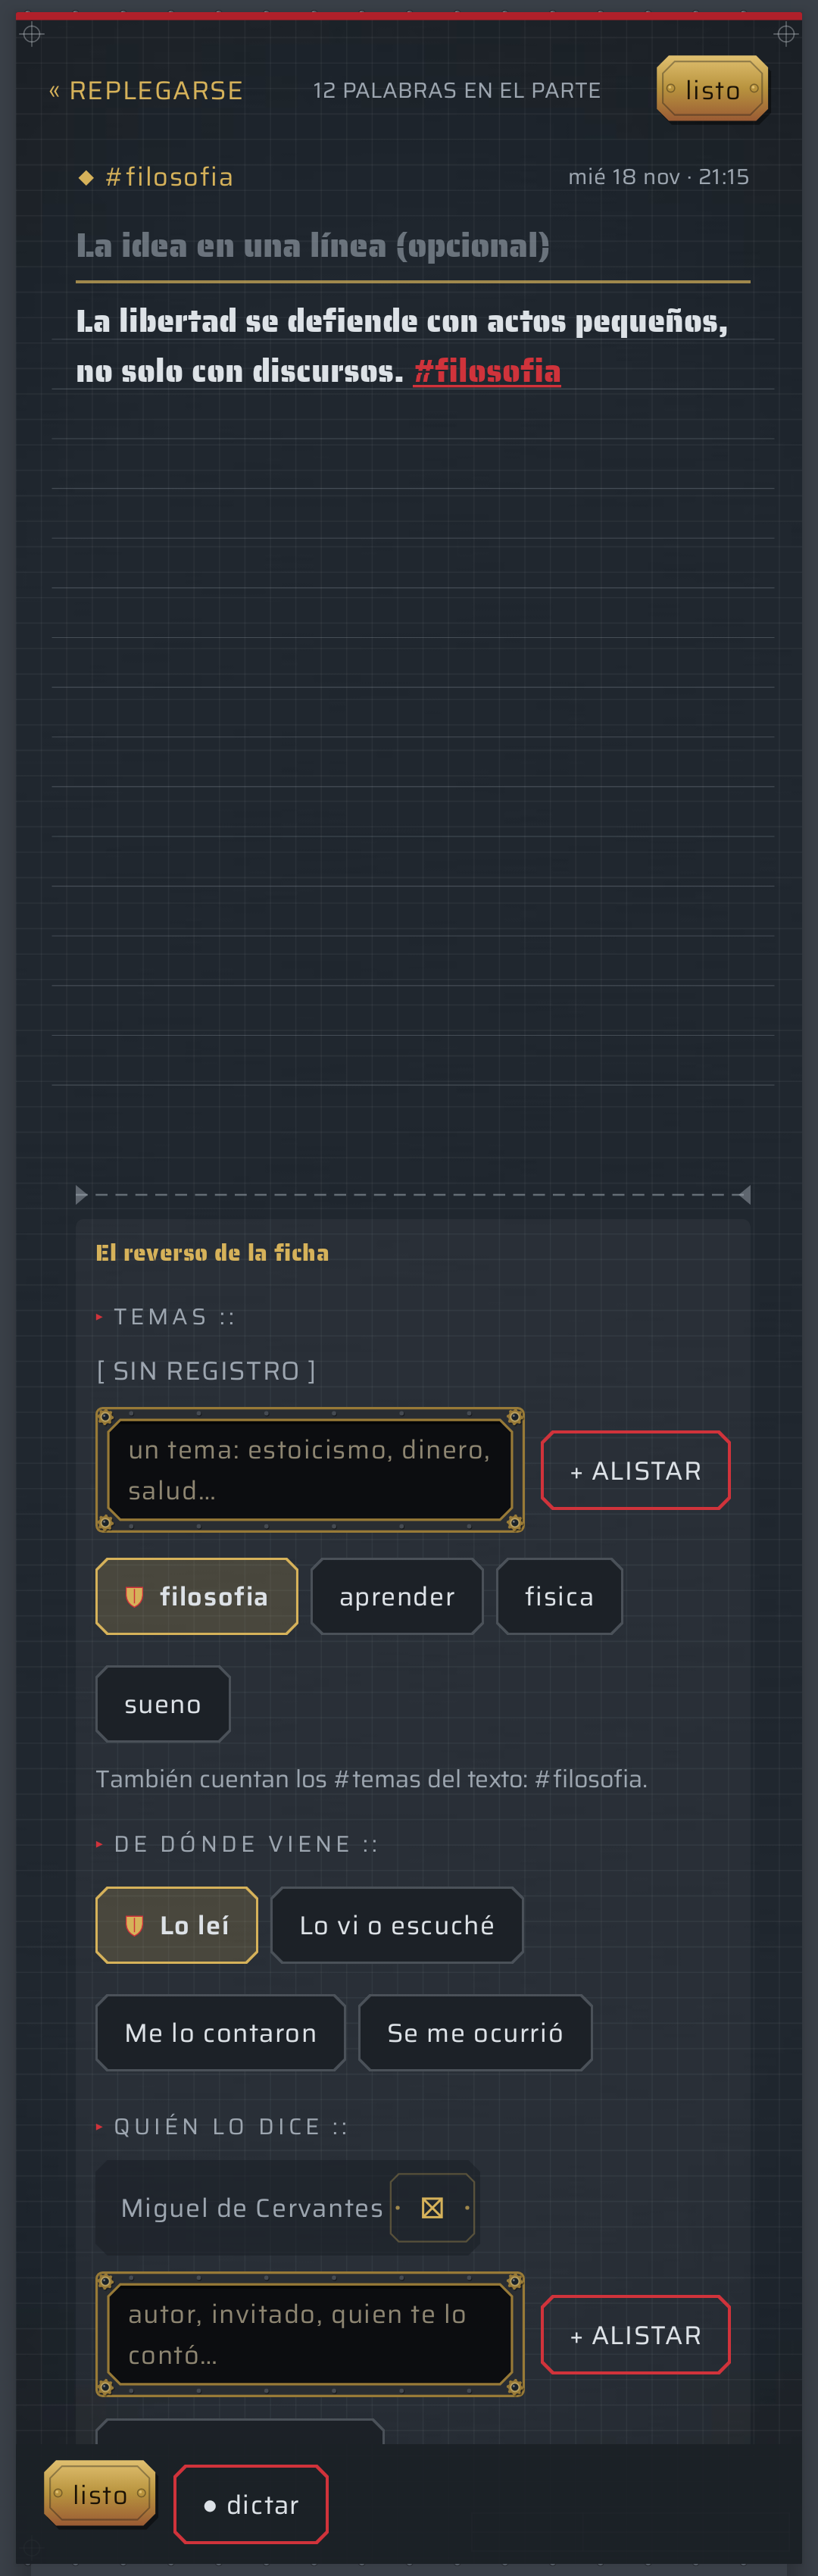 « REPLEGARSE
12 PALABRAS EN EL PARTE
listo
◆ #filosofia
mié 18 nov · 21:15
La idea en una línea (opcional)
La libertad se defiende con actos pequeños,
no solo con discursos. #filosofia
El reverso de la ficha
▸ TEMAS ::
[ SIN REGISTRO ]
un tema: estoicismo, dinero,
salud…
+ ALISTAR
filosofia
aprender
fisica
sueno
También cuentan los #temas del texto: #filosofia.
▸ DE DÓNDE VIENE ::
Lo leí
Lo vi o escuché
Me lo contaron
Se me ocurrió
▸ QUIÉN LO DICE ::
Miguel de Cervantes
autor, invitado, quien te lo
contó…
+ ALISTAR
listo
● dictar